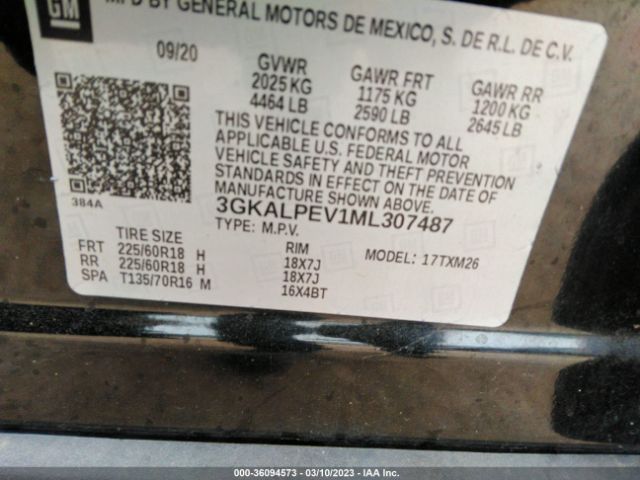 GM
MFD BY GENERAL MOTORS DE MEXICO, S. DE R.L. DE C.V.
09/20
GVWR
2025 KG
4464 LB
GAWR FRT
1175 KG
2590 LB
GAWR RR
1200 KG
2645 LB
THIS VEHICLE CONFORMS TO ALL
APPLICABLE U.S. FEDERAL MOTOR
VEHICLE SAFETY AND THEFT PREVENTION
STANDARDS IN EFFECT ON THE DATE OF
MANUFACTURE SHOWN ABOVE.
384A
3GKALPEV1ML307487
TYPE: M.P.V.
MODEL: 17TXM26
TIRE SIZE RIM
FRT 225/60R18 H 18X7J
RR 225/60R18 H 18X7J
SPA T135/70R16 M 16X4BT
000-36094573 — 03/10/2023 — IAA Inc.